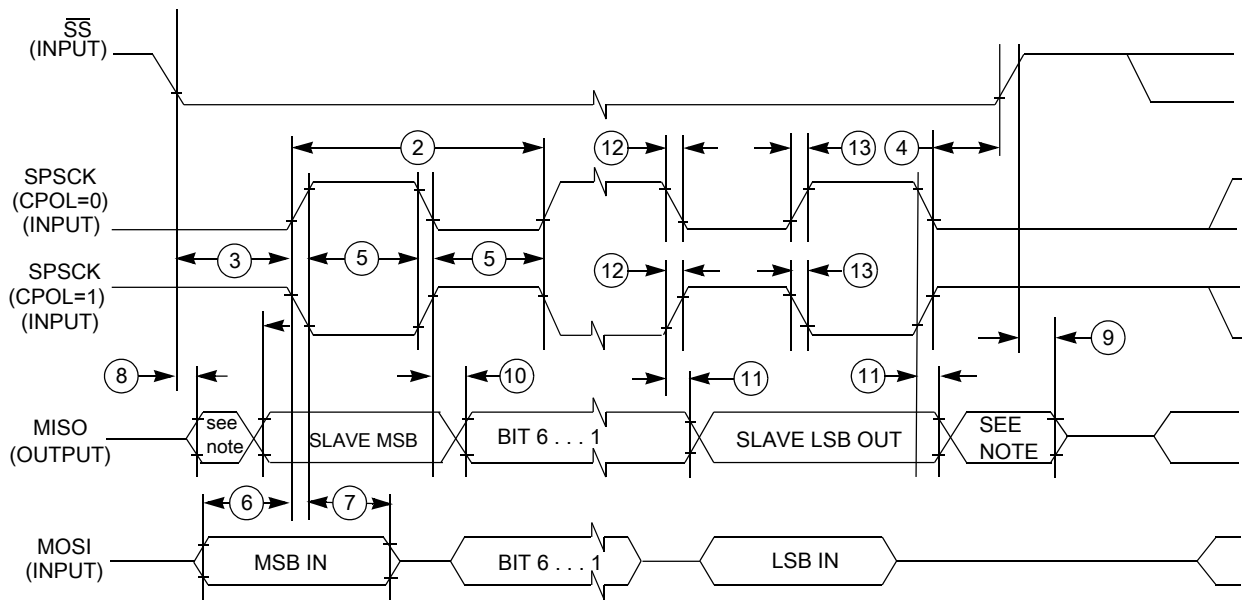 SS
(INPUT)
2
12
13
4
SPSCK
(CPOL=0)
(INPUT)
3
5
5
SPSCK
(CPOL=1)
(INPUT)
12
13
8
10
11
11
9
MISO
(OUTPUT)
see
note
SLAVE MSB
BIT 6 . . . 1
SLAVE LSB OUT
SEE
NOTE
6
7
MOSI
(INPUT)
MSB IN
BIT 6 . . . 1
LSB IN